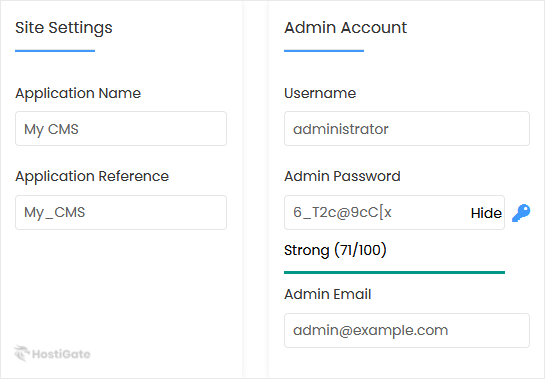 Site Settings
Application Name
My CMS
Application Reference
My_CMS
Admin Account
Username
administrator
Admin Password
6_T2c@9cC[x Hide
Strong (71/100)
Admin Email
admin@example.com
HostiGate